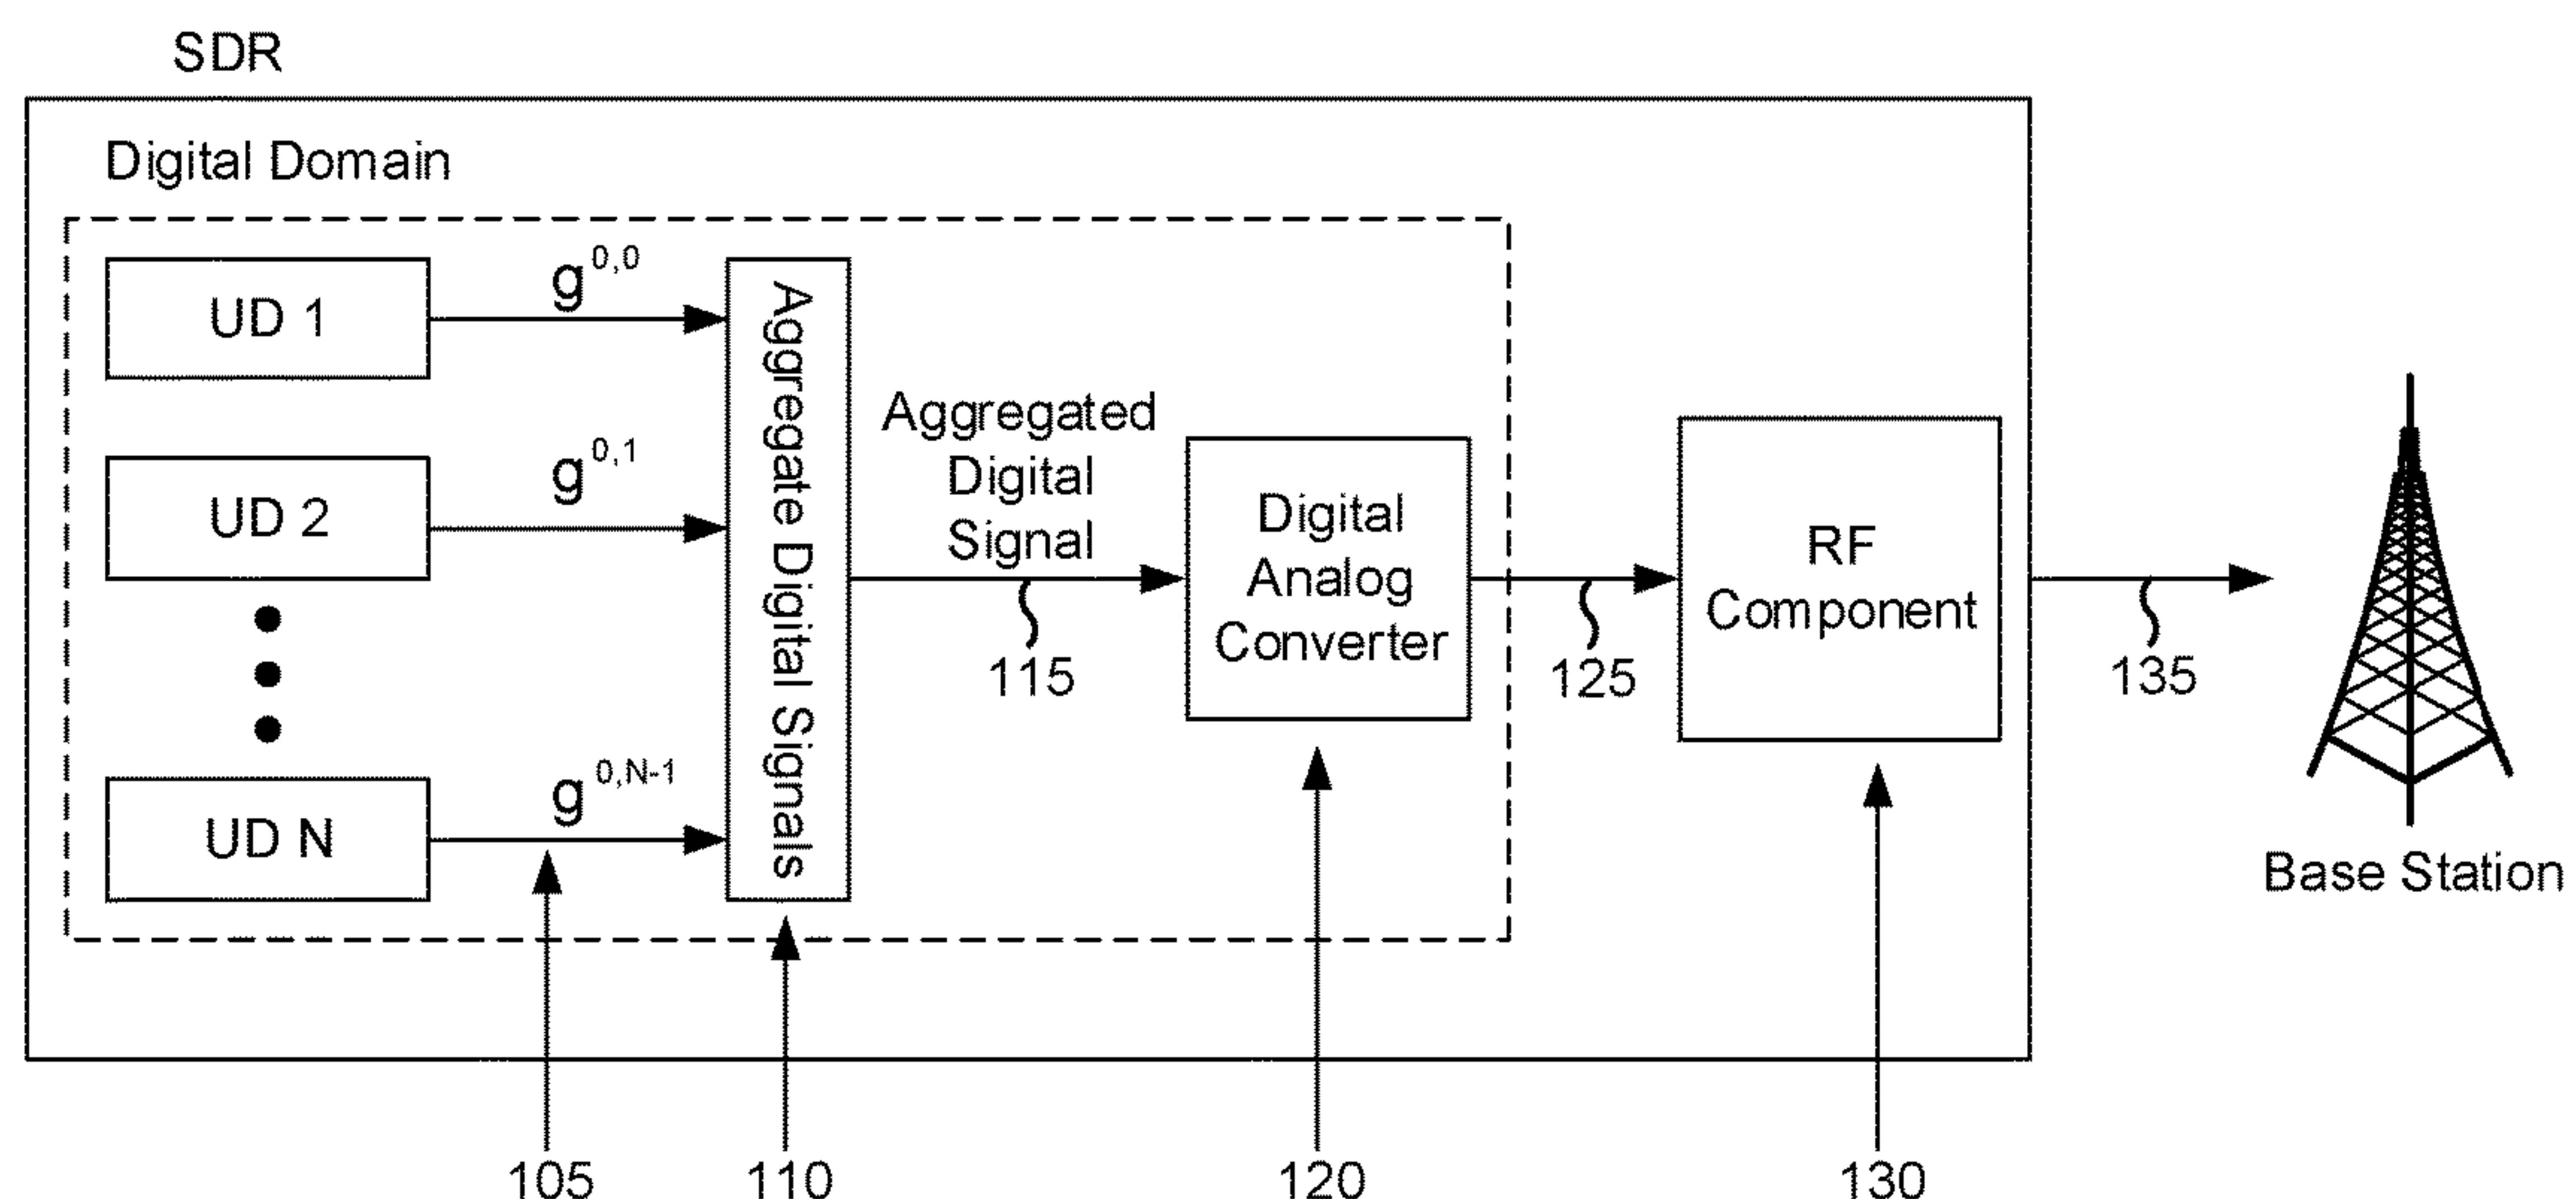 SDR
Digital Domain
UD 1
g^{0,0}
UD 2
g^{0,1}
UD N
g^{0,N-1}
Aggregate Digital Signals
Aggregated
Digital
Signal
115
Digital
Analog
Converter
125
RF
Component
135
Base Station
105
110
120
130